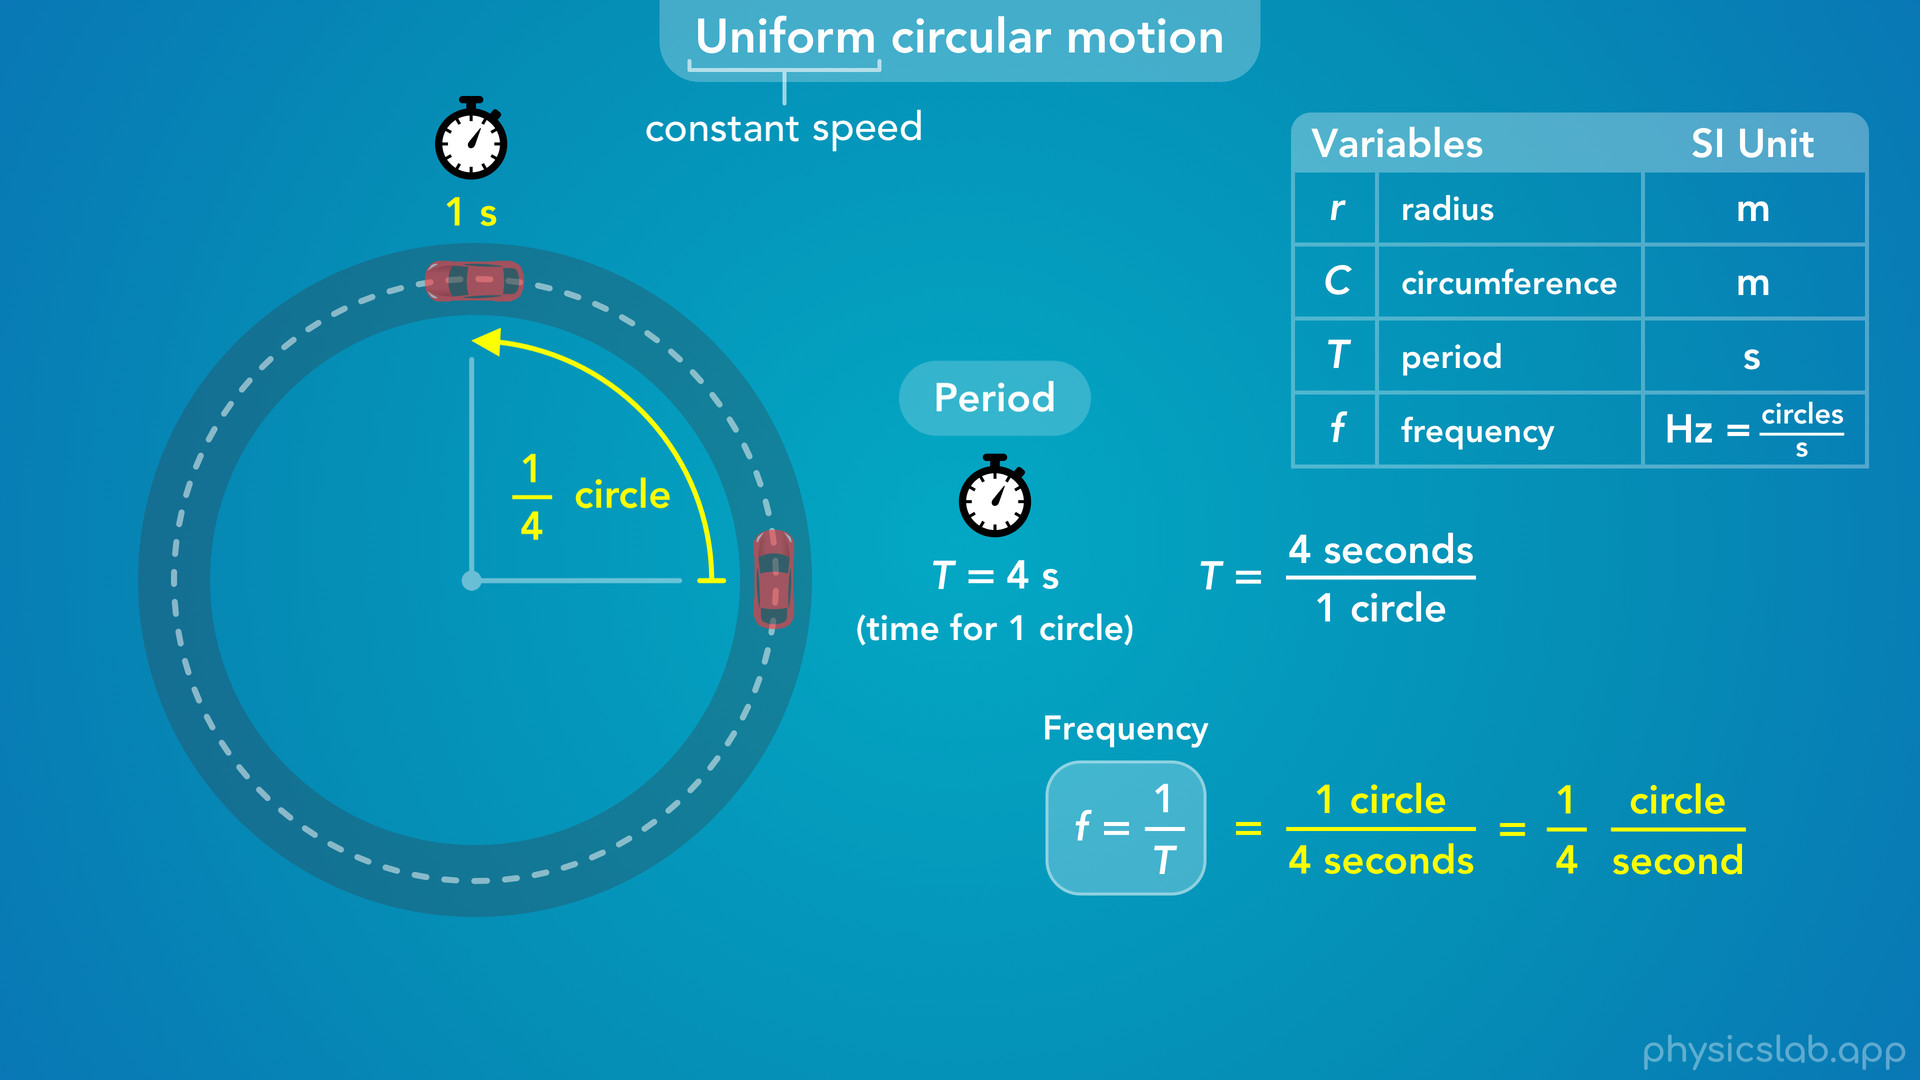 Uniform circular motion
constant speed
1 s
1/4 circle
Period
T = 4 s
(time for 1 circle)
Variables SI Unit
r radius m
C circumference m
T period s
f frequency Hz = circles/s
T = 4 seconds / 1 circle
Frequency
f = 1/T = 1 circle / 4 seconds = 1/4 circle/second
physicslab.app